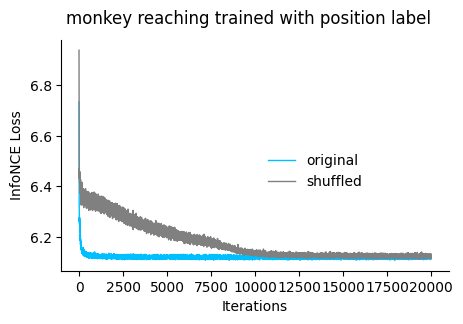 monkey reaching trained with position label
6.8
6.6
6.4
6.2
InfoNCE Loss
original
shuffled
0 2500 5000 7500 10000 12500 15000 17500 20000
Iterations